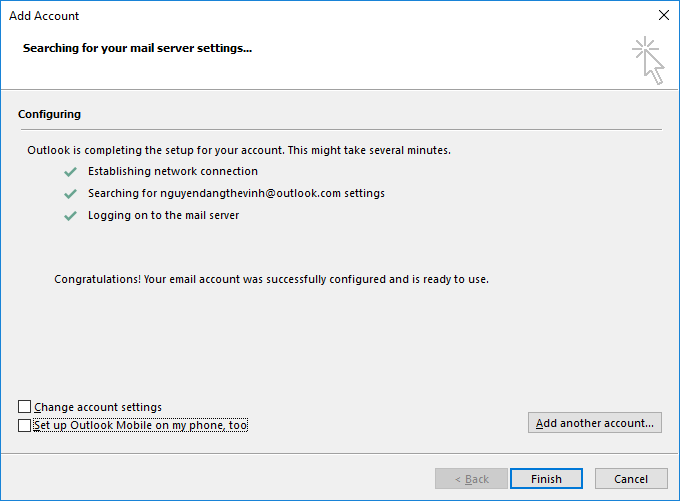 Add Account
Searching for your mail server settings...
Configuring
Outlook is completing the setup for your account. This might take several minutes.
Establishing network connection
Searching for nguyendangthevinh@outlook.com settings
Logging on to the mail server
Congratulations! Your email account was successfully configured and is ready to use.
Change account settings
Set up Outlook Mobile on my phone, too
Add another account...
< Back
Finish
Cancel